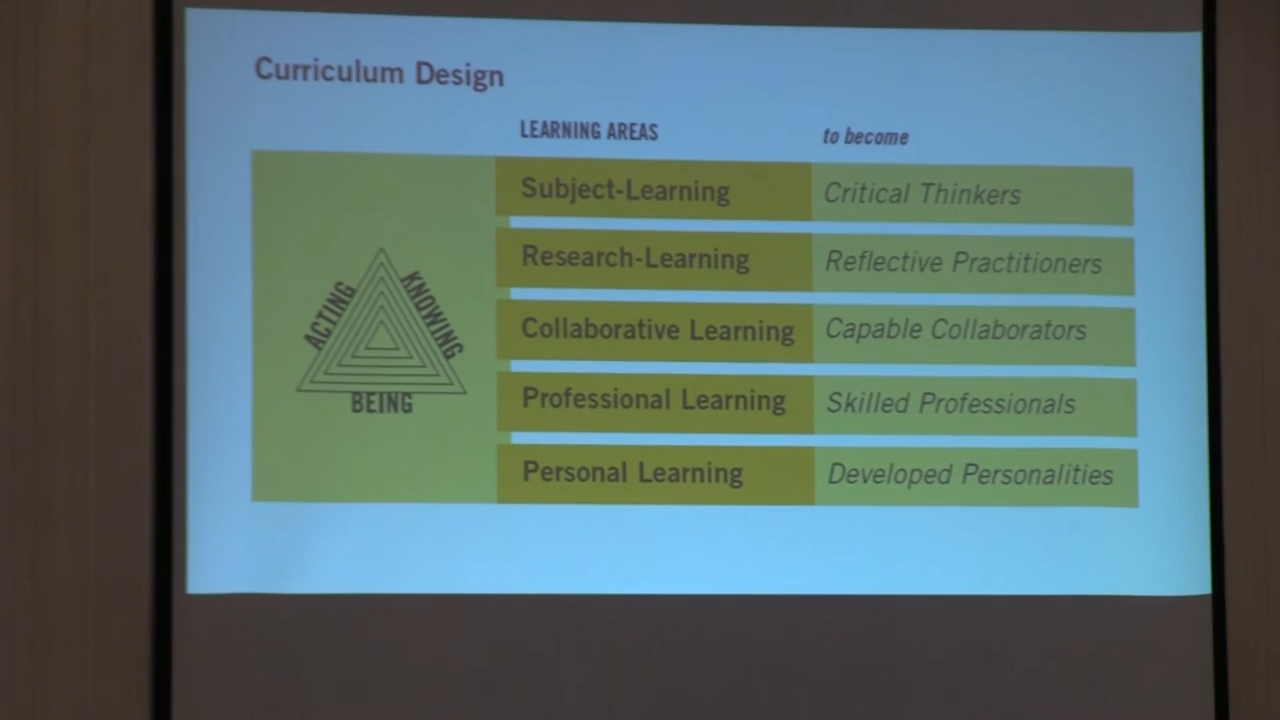 Curriculum Design
LEARNING AREAS to become
ACTING
KNOWING
BEING
Subject-Learning Critical Thinkers
Research-Learning Reflective Practitioners
Collaborative Learning Capable Collaborators
Professional Learning Skilled Professionals
Personal Learning Developed Personalities